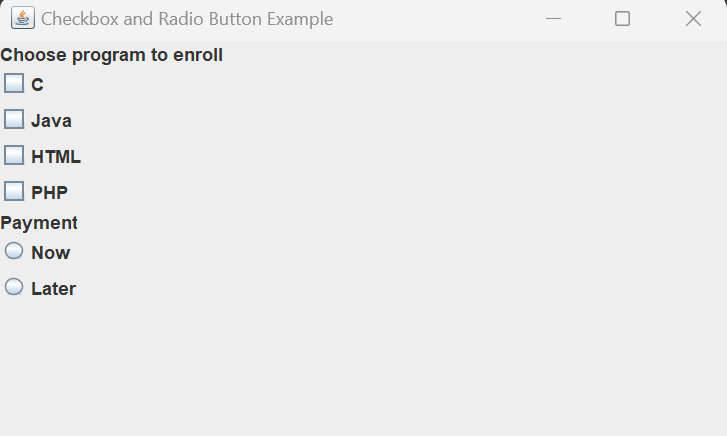 Checkbox and Radio Button Example
Choose program to enroll
C
Java
HTML
PHP
Payment
Now
Later